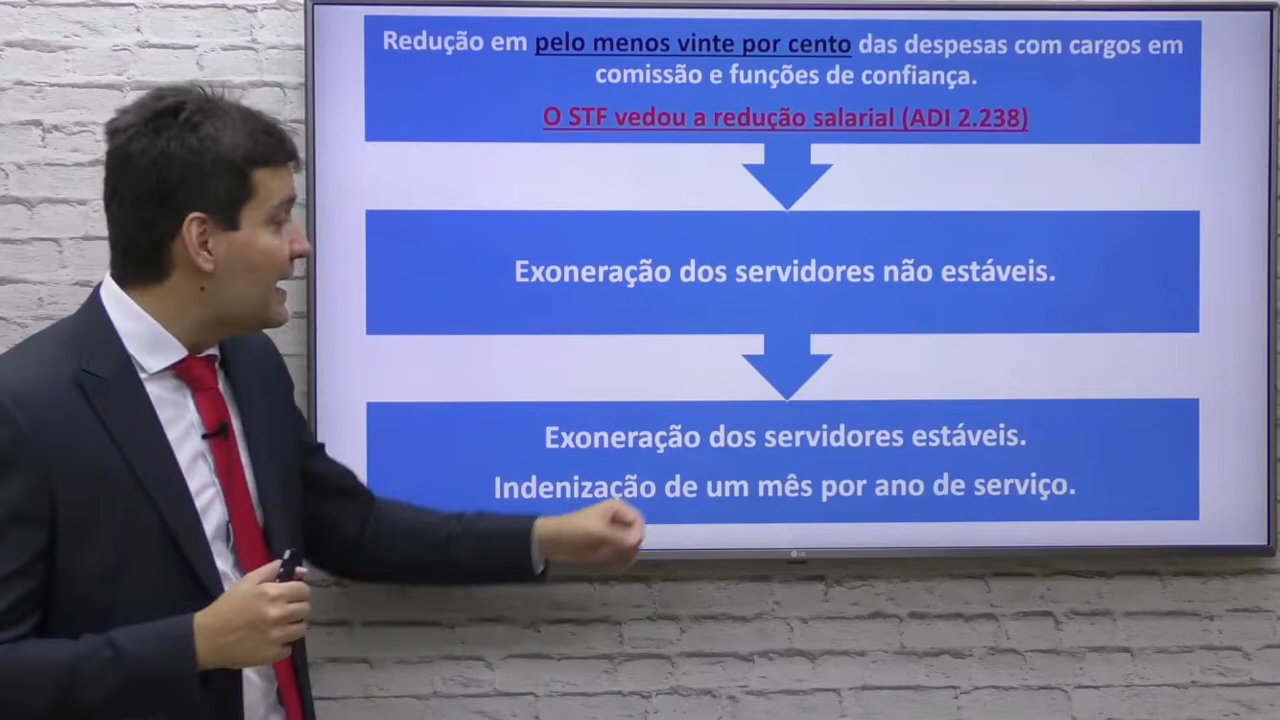 Redução em pelo menos vinte por cento das despesas com cargos em
comissão e funções de confiança.
O STF vedou a redução salarial (ADI 2.238)
Exoneração dos servidores não estáveis.
Exoneração dos servidores estáveis.
Indenização de um mês por ano de serviço.
LG